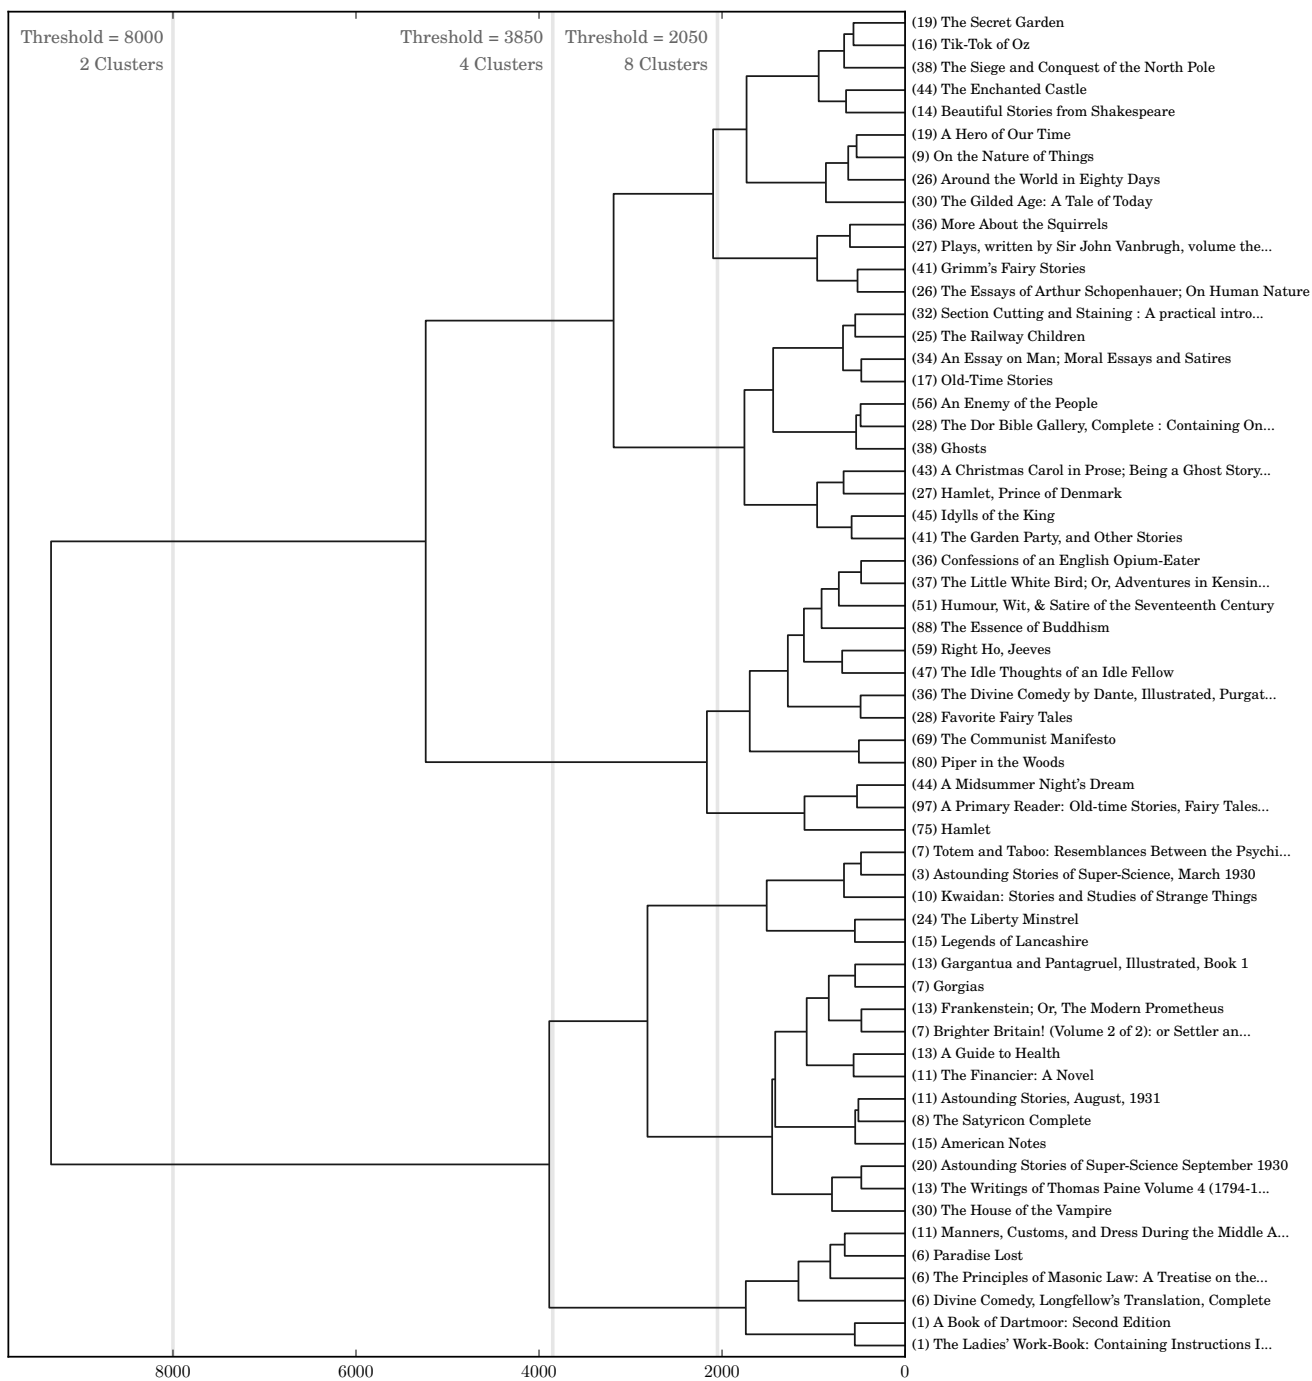 Threshold = 8000
2 Clusters
Threshold = 3850
4 Clusters
Threshold = 2050
8 Clusters
(19) The Secret Garden
(16) Tik-Tok of Oz
(38) The Siege and Conquest of the North Pole
(44) The Enchanted Castle
(14) Beautiful Stories from Shakespeare
(19) A Hero of Our Time
(9) On the Nature of Things
(26) Around the World in Eighty Days
(30) The Gilded Age: A Tale of Today
(36) More About the Squirrels
(27) Plays, written by Sir John Vanbrugh, volume the...
(41) Grimm's Fairy Stories
(26) The Essays of Arthur Schopenhauer; On Human Nature
(32) Section Cutting and Staining : A practical intro...
(25) The Railway Children
(34) An Essay on Man; Moral Essays and Satires
(17) Old-Time Stories
(56) An Enemy of the People
(28) The Dor Bible Gallery, Complete : Containing On...
(38) Ghosts
(43) A Christmas Carol in Prose; Being a Ghost Story...
(27) Hamlet, Prince of Denmark
(45) Idylls of the King
(41) The Garden Party, and Other Stories
(36) Confessions of an English Opium-Eater
(37) The Little White Bird; Or, Adventures in Kensin...
(51) Humour, Wit, & Satire of the Seventeenth Century
(88) The Essence of Buddhism
(59) Right Ho, Jeeves
(47) The Idle Thoughts of an Idle Fellow
(36) The Divine Comedy by Dante, Illustrated, Purgat...
(28) Favorite Fairy Tales
(69) The Communist Manifesto
(80) Piper in the Woods
(44) A Midsummer Night's Dream
(97) A Primary Reader: Old-time Stories, Fairy Tales...
(75) Hamlet
(7) Totem and Taboo: Resemblances Between the Psychi...
(3) Astounding Stories of Super-Science, March 1930
(10) Kwaidan: Stories and Studies of Strange Things
(24) The Liberty Minstrel
(15) Legends of Lancashire
(13) Gargantua and Pantagruel, Illustrated, Book 1
(7) Gorgias
(13) Frankenstein; Or, The Modern Prometheus
(7) Brighter Britain! (Volume 2 of 2): or Settler an...
(13) A Guide to Health
(11) The Financier: A Novel
(11) Astounding Stories, August, 1931
(8) The Satyricon Complete
(15) American Notes
(20) Astounding Stories of Super-Science September 1930
(13) The Writings of Thomas Paine Volume 4 (1794-1...
(30) The House of the Vampire
(11) Manners, Customs, and Dress During the Middle A...
(6) Paradise Lost
(6) The Principles of Masonic Law: A Treatise on the...
(6) Divine Comedy, Longfellow's Translation, Complete
(1) A Book of Dartmoor: Second Edition
(1) The Ladies' Work-Book: Containing Instructions I...
8000 6000 4000 2000 0